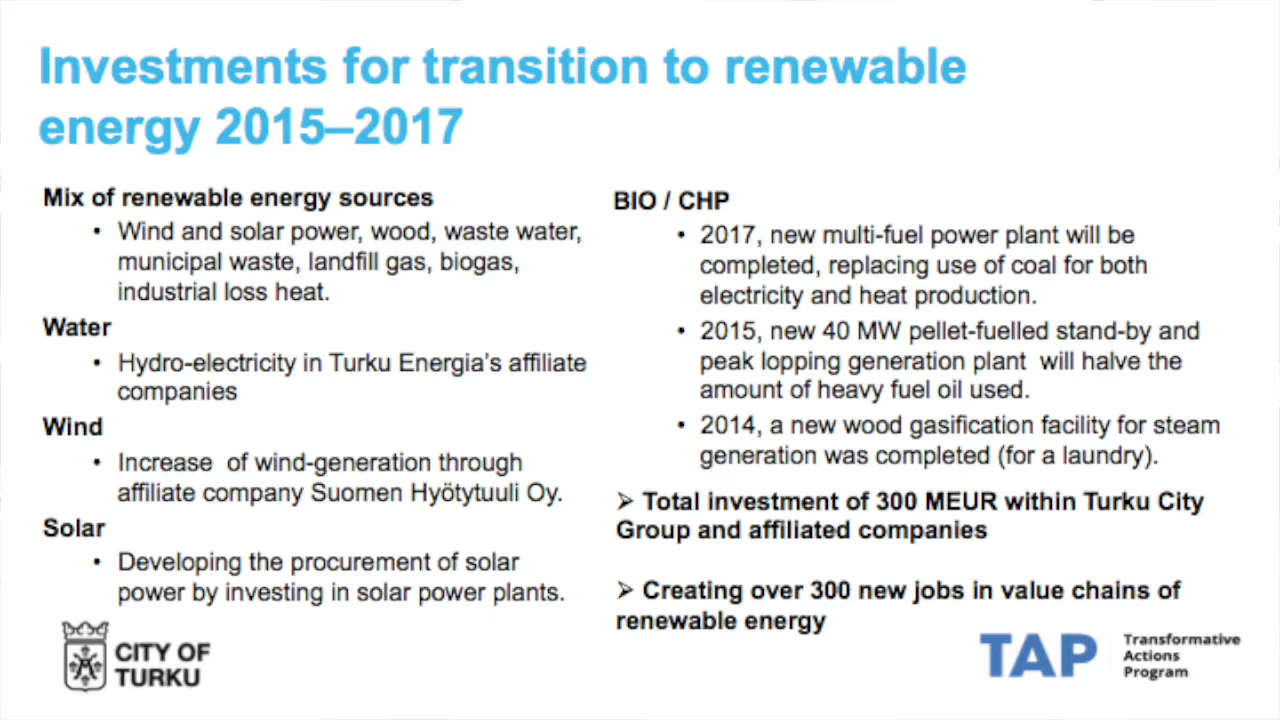 Investments for transition to renewable
energy 2015–2017
Mix of renewable energy sources
• Wind and solar power, wood, waste water,
municipal waste, landfill gas, biogas,
industrial loss heat.
Water
• Hydro-electricity in Turku Energia's affiliate
companies
Wind
• Increase  of wind-generation through
affiliate company Suomen Hyötytuuli Oy.
Solar
• Developing the procurement of solar
power by investing in solar power plants.
BIO / CHP
• 2017, new multi-fuel power plant will be
completed, replacing use of coal for both
electricity and heat production.
• 2015, new 40 MW pellet-fuelled stand-by and
peak lopping generation plant  will halve the
amount of heavy fuel oil used.
• 2014, a new wood gasification facility for steam
generation was completed (for a laundry).
➢ Total investment of 300 MEUR within Turku City
Group and affiliated companies
➢ Creating over 300 new jobs in value chains of
renewable energy
CITY OF
TURKU
TAP
Transformative
Actions
Program